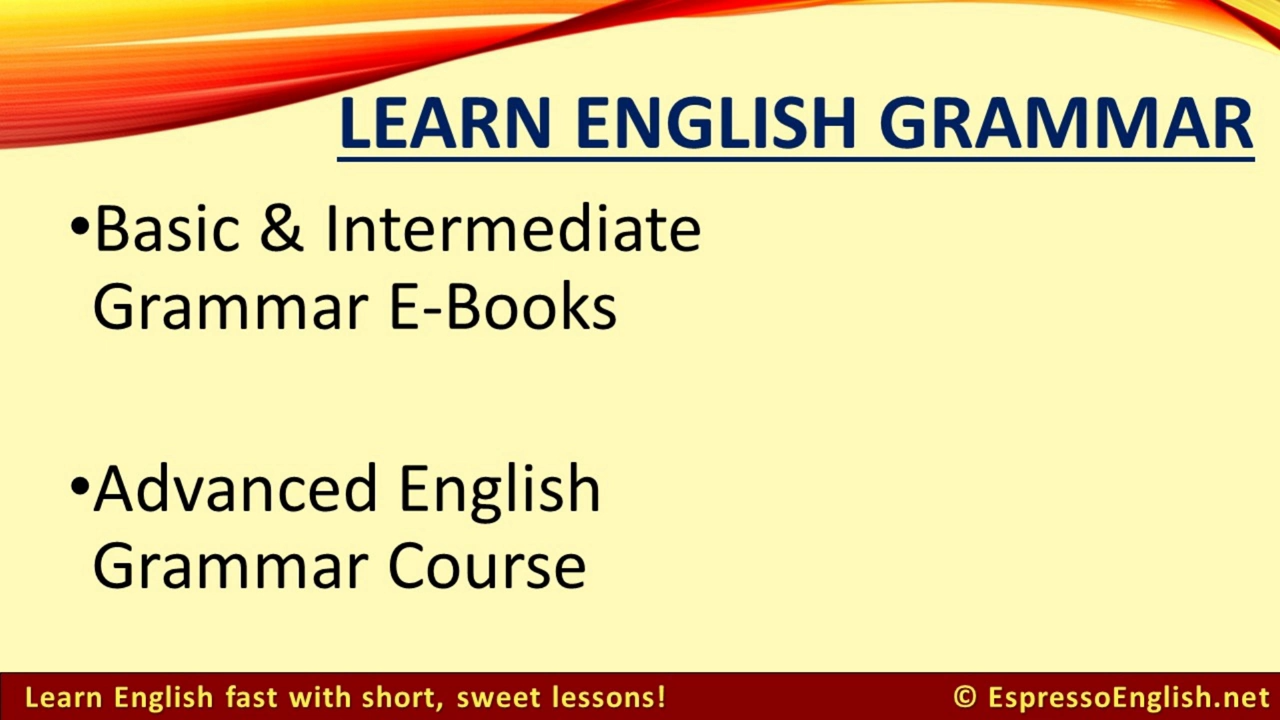 LEARN ENGLISH GRAMMAR
•Basic & Intermediate
Grammar E-Books
•Advanced English
Grammar Course
Learn English fast with short, sweet lessons!
© EspressoEnglish.net